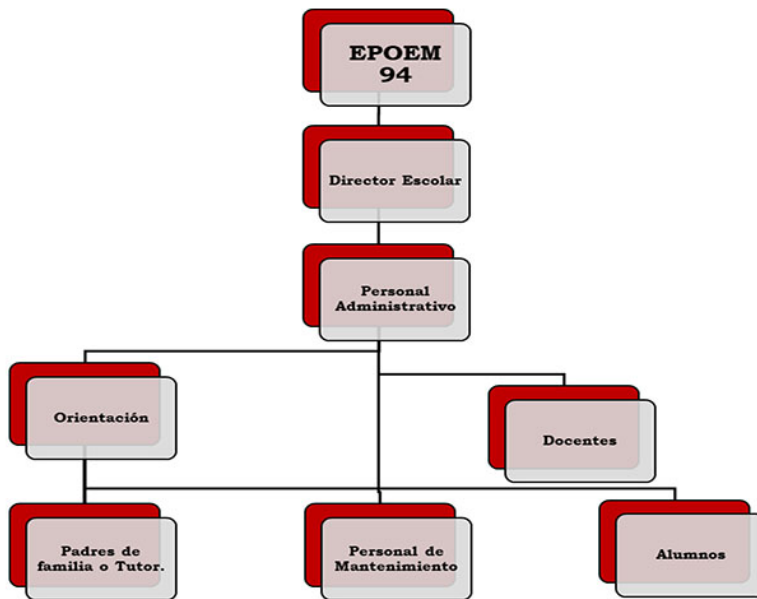 EPOEM
94
Director Escolar
Personal
Administrativo
Orientación
Docentes
Padres de
familia o Tutor.
Personal de
Mantenimiento
Alumnos